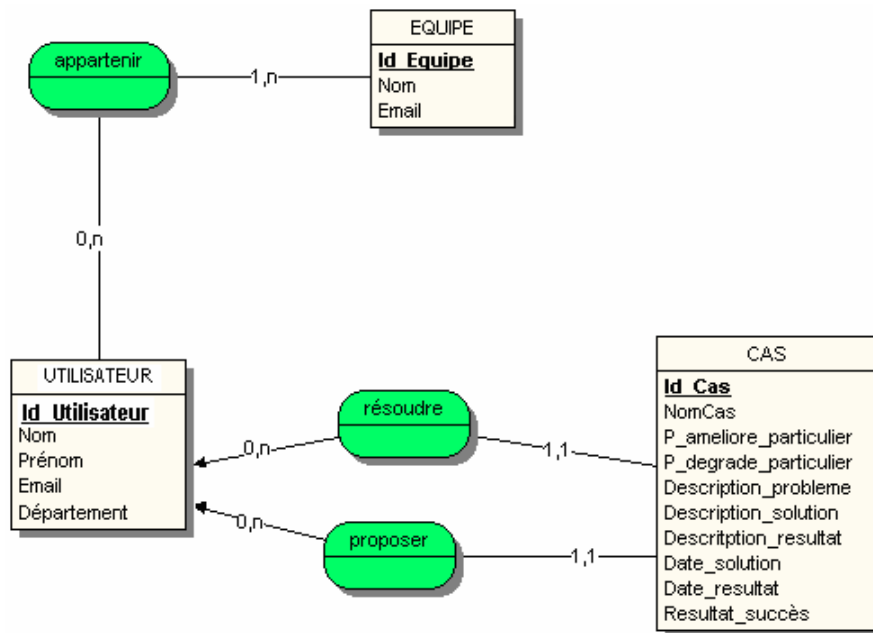 EQUIPE
Id_Equipe
Nom
Email
appartenir
1,n
0,n
UTILISATEUR
Id_Utilisateur
Nom
Prénom
Email
Département
résoudre
0,n
1,1
proposer
0,n
1,1
CAS
Id_Cas
NomCas
P_ameliore_particulier
P_degrade_particulier
Description_probleme
Description_solution
Descritption_resultat
Date_solution
Date_resultat
Resultat_succès